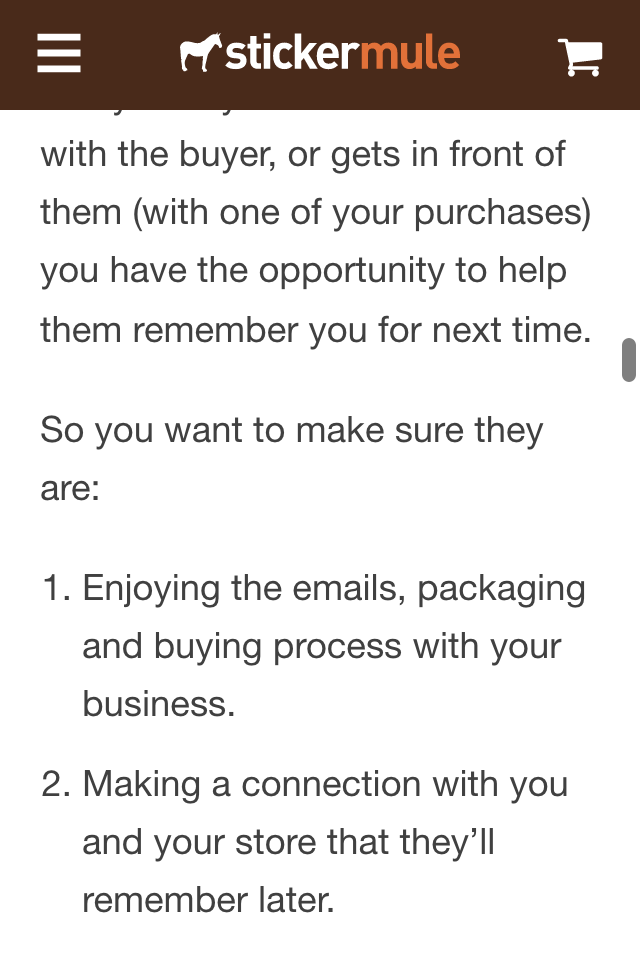 stickermule
with the buyer, or gets in front of
them (with one of your purchases)
you have the opportunity to help
them remember you for next time.
So you want to make sure they
are:
1. Enjoying the emails, packaging
and buying process with your
business.
2. Making a connection with you
and your store that they’ll
remember later.